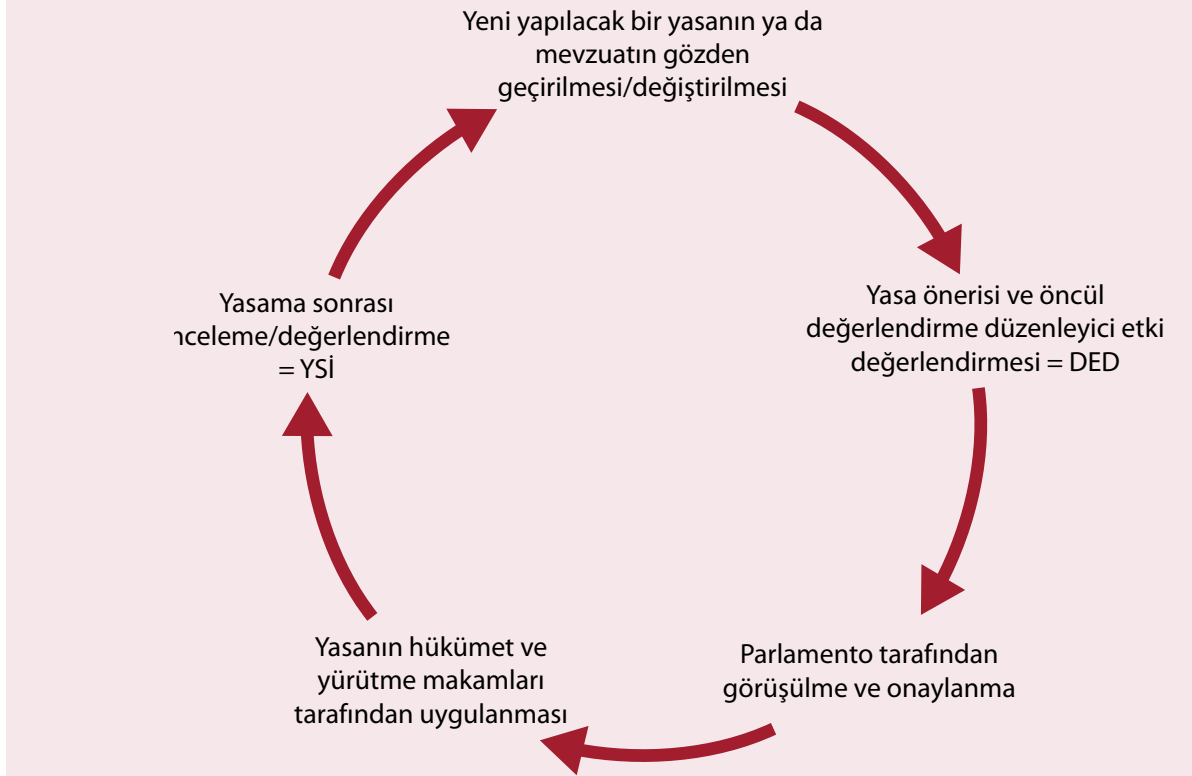 Yeni yapılacak bir yasanın ya da
mevzuatın gözden
geçirilmesi/değiştirilmesi
Yasa önerisi ve öncül
değerlendirme düzenleyici etki
değerlendirmesi = DED
Parlamento tarafından
görüşülme ve onaylanma
Yasanın hükümet ve
yürütme makamları
tarafından uygulanması
Yasama sonrası
nceleme/değerlendirme
= YSİ